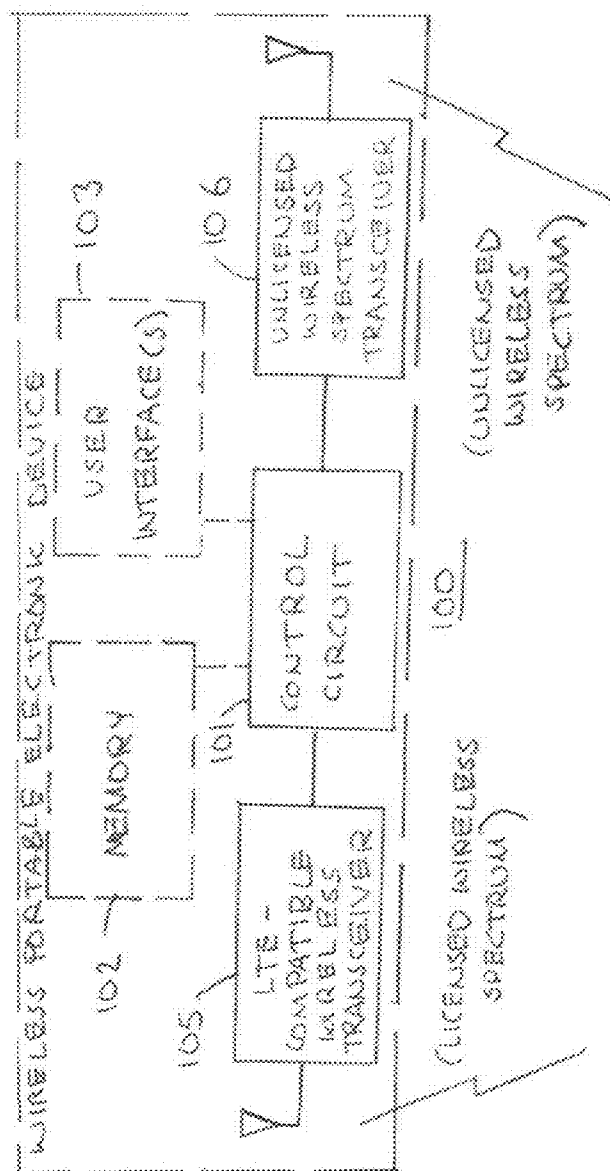 WIRELESS PORTABLE ELECTRONIC DEVICE
MEMORY
102
USER
INTERFACE(S)
103
105
LTE-
COMPATIBLE
WIRELESS
TRANSCEIVER
101
CONTROL
CIRCUIT
106
UNLICENSED
WIRELESS
SPECTRUM
TRANSCEIVER
100
(LICENSED WIRELESS
SPECTRUM)
(UNLICENSED
WIRELESS
SPECTRUM)